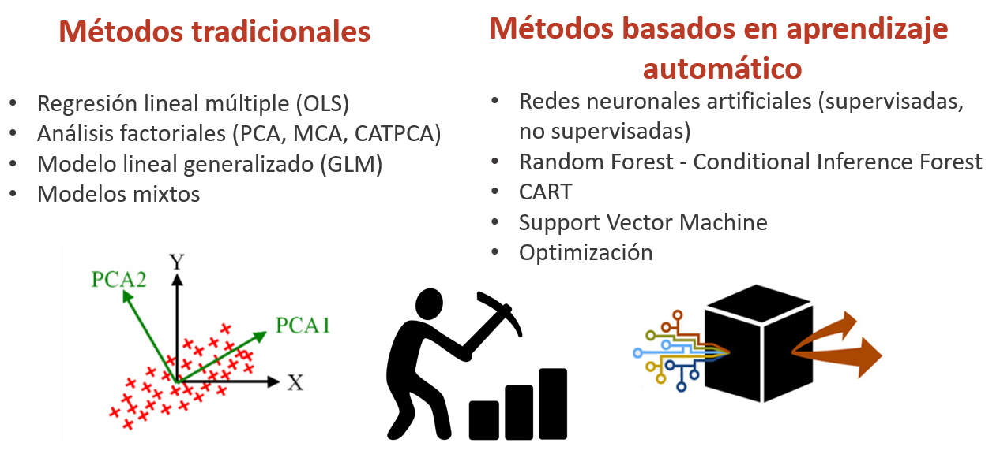 Métodos tradicionales
• Regresión lineal múltiple (OLS)
• Análisis factoriales (PCA, MCA, CATPCA)
• Modelo lineal generalizado (GLM)
• Modelos mixtos
Y
PCA2
PCA1
X
Métodos basados en aprendizaje
automático
• Redes neuronales artificiales (supervisadas,
no supervisadas)
• Random Forest - Conditional Inference Forest
• CART
• Support Vector Machine
• Optimización